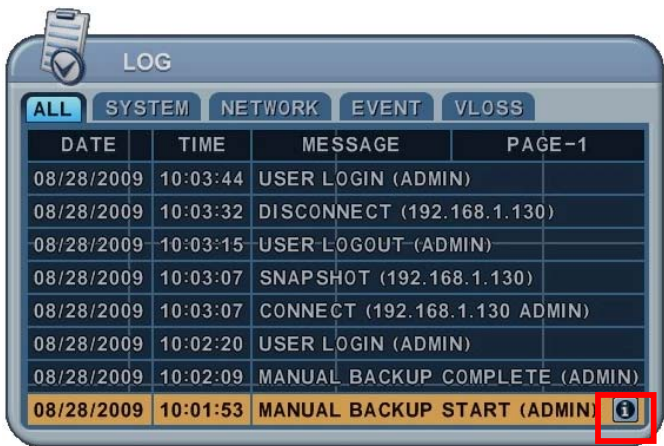 LOG
ALL SYSTEM NETWORK EVENT VLOSS
DATE TIME MESSAGE PAGE-1
08/28/2009 10:03:44 USER LOGIN (ADMIN)
08/28/2009 10:03:32 DISCONNECT (192.168.1.130)
08/28/2009 10:03:15 USER LOGOUT (ADMIN)
08/28/2009 10:03:07 SNAPSHOT (192.168.1.130)
08/28/2009 10:03:07 CONNECT (192.168.1.130 ADMIN)
08/28/2009 10:02:20 USER LOGIN (ADMIN)
08/28/2009 10:02:09 MANUAL BACKUP COMPLETE (ADMIN)
08/28/2009 10:01:53 MANUAL BACKUP START (ADMIN)